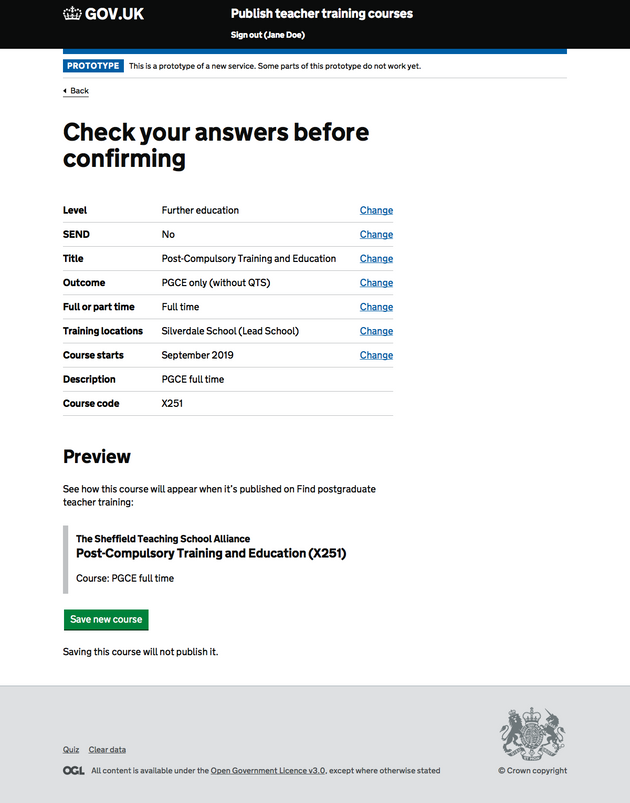 GOV.UK
Publish teacher training courses
Sign out (Jane Doe)
PROTOTYPE This is a prototype of a new service. Some parts of this prototype do not work yet.
Back
Check your answers before
confirming
Level Further education Change
SEND No Change
Title Post-Compulsory Training and Education Change
Outcome PGCE only (without QTS) Change
Full or part time Full time Change
Training locations Silverdale School (Lead School) Change
Course starts September 2019 Change
Description PGCE full time
Course code X251
Preview
See how this course will appear when it's published on Find postgraduate
teacher training:
The Sheffield Teaching School Alliance
Post-Compulsory Training and Education (X251)
Course: PGCE full time
Save new course
Saving this course will not publish it.
Quiz Clear data
OGL All content is available under the Open Government Licence v3.0, except where otherwise stated
© Crown copyright